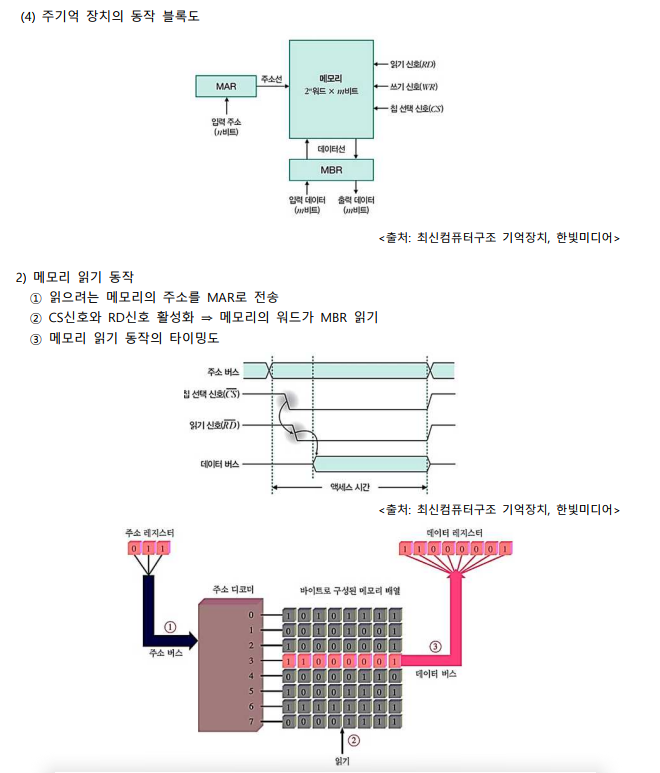 (4) 주기억 장치의 동작 블록도
MAR
주소선
메모리
2ⁿ워드 × m비트
읽기 신호(RD)
쓰기 신호(WR)
칩 선택 신호(CS)
입력 주소
(n비트)
데이터선
MBR
입력 데이터
(m비트)
출력 데이터
(m비트)
<출처: 최신컴퓨터구조 기억장치, 한빛미디어>
2) 메모리 읽기 동작
① 읽으려는 메모리의 주소를 MAR로 전송
② CS신호와 RD신호 활성화 ⇒ 메모리의 워드가 MBR 읽기
③ 메모리 읽기 동작의 타이밍도
주소 버스
칩 선택 신호(C̅S̅)
읽기 신호(R̅D̅)
데이터 버스
액세스 시간
<출처: 최신컴퓨터구조 기억장치, 한빛미디어>
주소 레지스터
0 1 1
데이터 레지스터
1 1 0 0 0 0 0 1
주소 디코더
바이트로 구성된 메모리 배열
①
주소 버스
0 1 0 1 0 1 1 1 1
1 0 0 1 0 1 0 0 1
2 1 0 0 0 0 0 0 1
3 1 1 0 0 0 0 0 1
4 0 0 0 0 0 1 1 0
5 1 0 0 1 1 1 0 1
6 1 1 1 1 1 1 1 1
7 0 0 0 0 1 1 1 1
③
데이터 버스
②
읽기